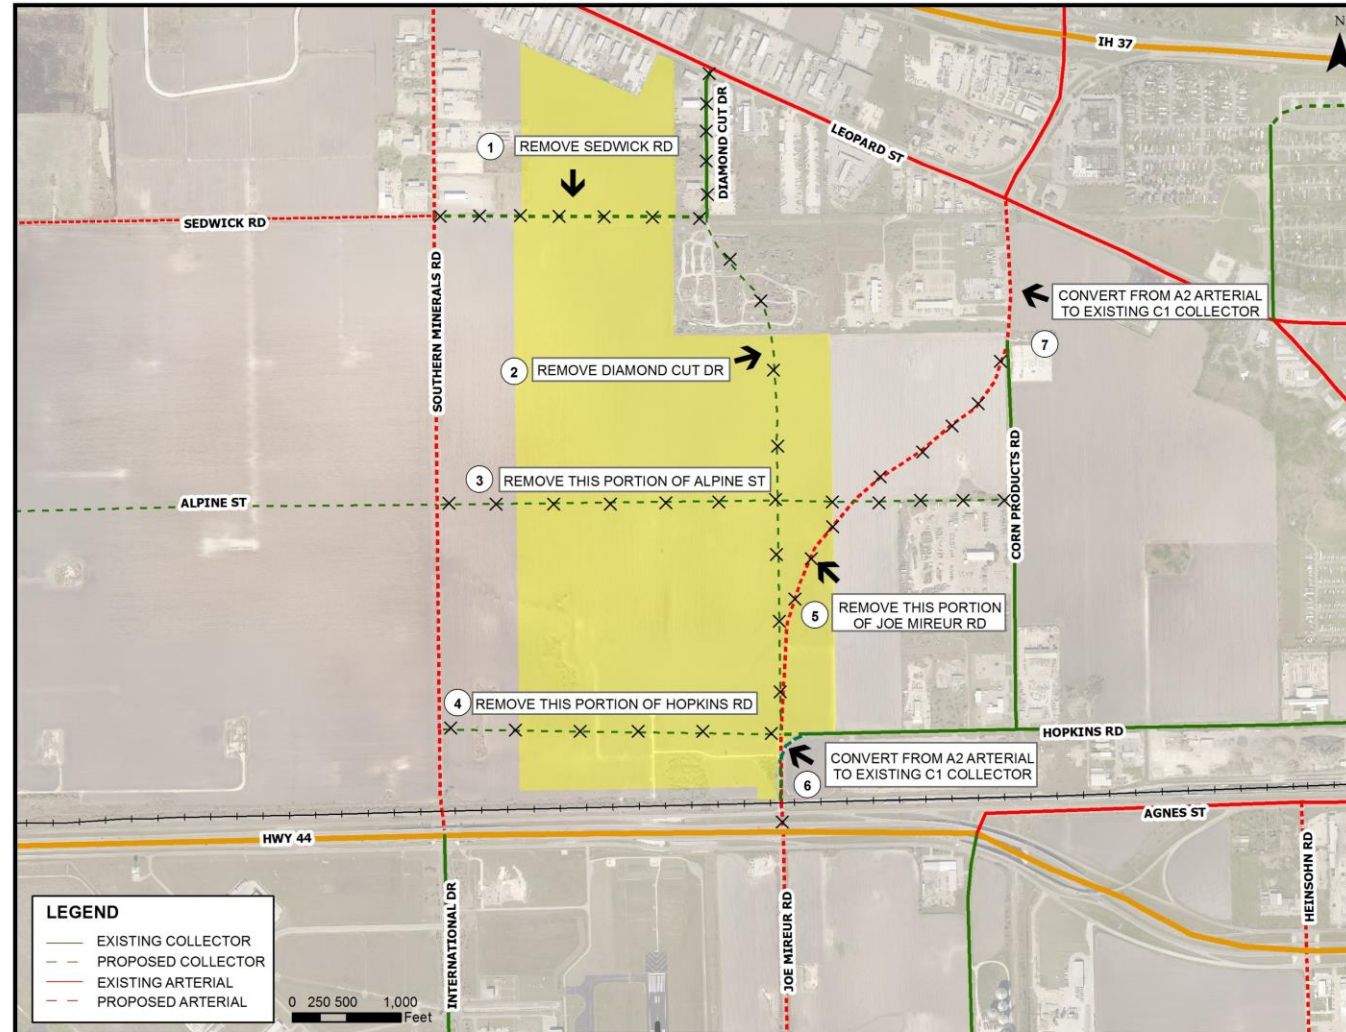 N
IH 37
LEOPARD ST
DIAMOND CUT DR
1
REMOVE SEDWICK RD
SEDWICK RD
SOUTHERN MINERALS RD
CONVERT FROM A2 ARTERIAL
TO EXISTING C1 COLLECTOR
7
2
REMOVE DIAMOND CUT DR
3
REMOVE THIS PORTION OF ALPINE ST
ALPINE ST
CORN PRODUCTS RD
5
REMOVE THIS PORTION
OF JOE MIREUR RD
4
REMOVE THIS PORTION OF HOPKINS RD
HOPKINS RD
CONVERT FROM A2 ARTERIAL
TO EXISTING C1 COLLECTOR
6
AGNES ST
HWY 44
HEINSOHN RD
INTERNATIONAL DR
JOE MIREUR RD
LEGEND
EXISTING COLLECTOR
PROPOSED COLLECTOR
EXISTING ARTERIAL
PROPOSED ARTERIAL
0 250 500 1,000
Feet